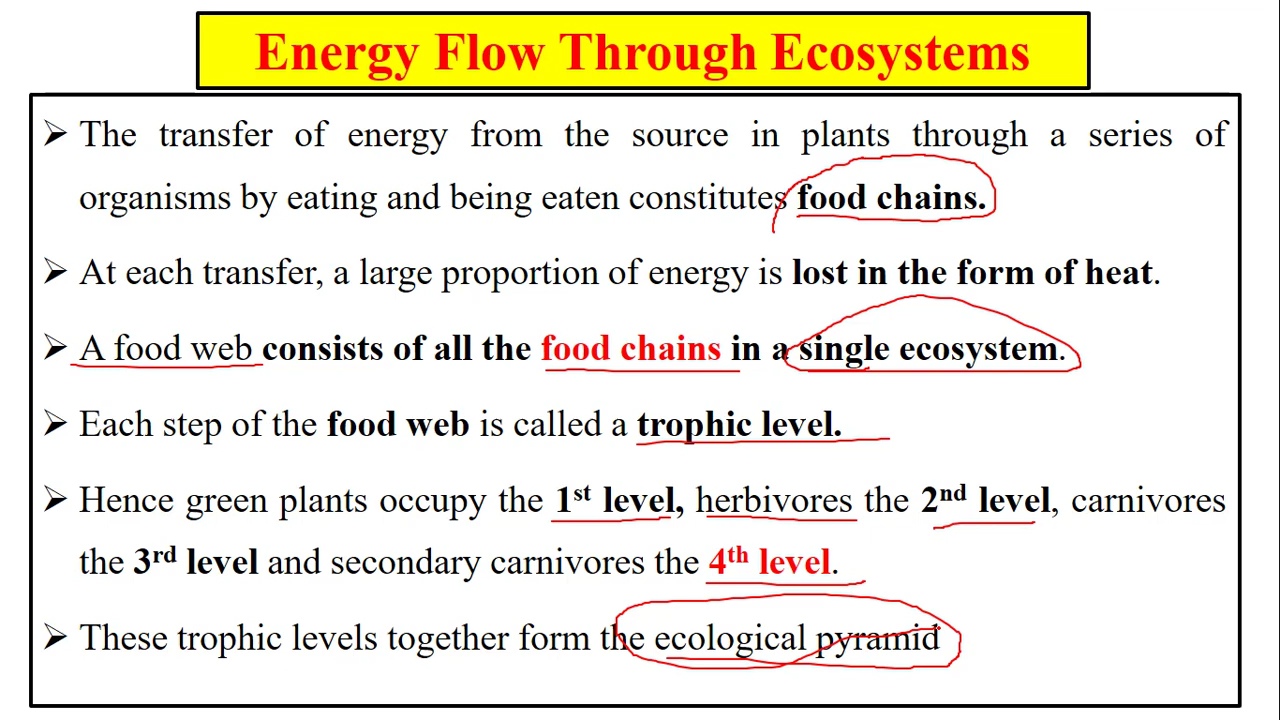 Energy Flow Through Ecosystems
➢ The transfer of energy from the source in plants through a series of
organisms by eating and being eaten constitutes food chains.
➢ At each transfer, a large proportion of energy is lost in the form of heat.
➢ A food web consists of all the food chains in a single ecosystem.
➢ Each step of the food web is called a trophic level.
➢ Hence green plants occupy the 1st level, herbivores the 2nd level, carnivores
the 3rd level and secondary carnivores the 4th level.
➢ These trophic levels together form the ecological pyramid